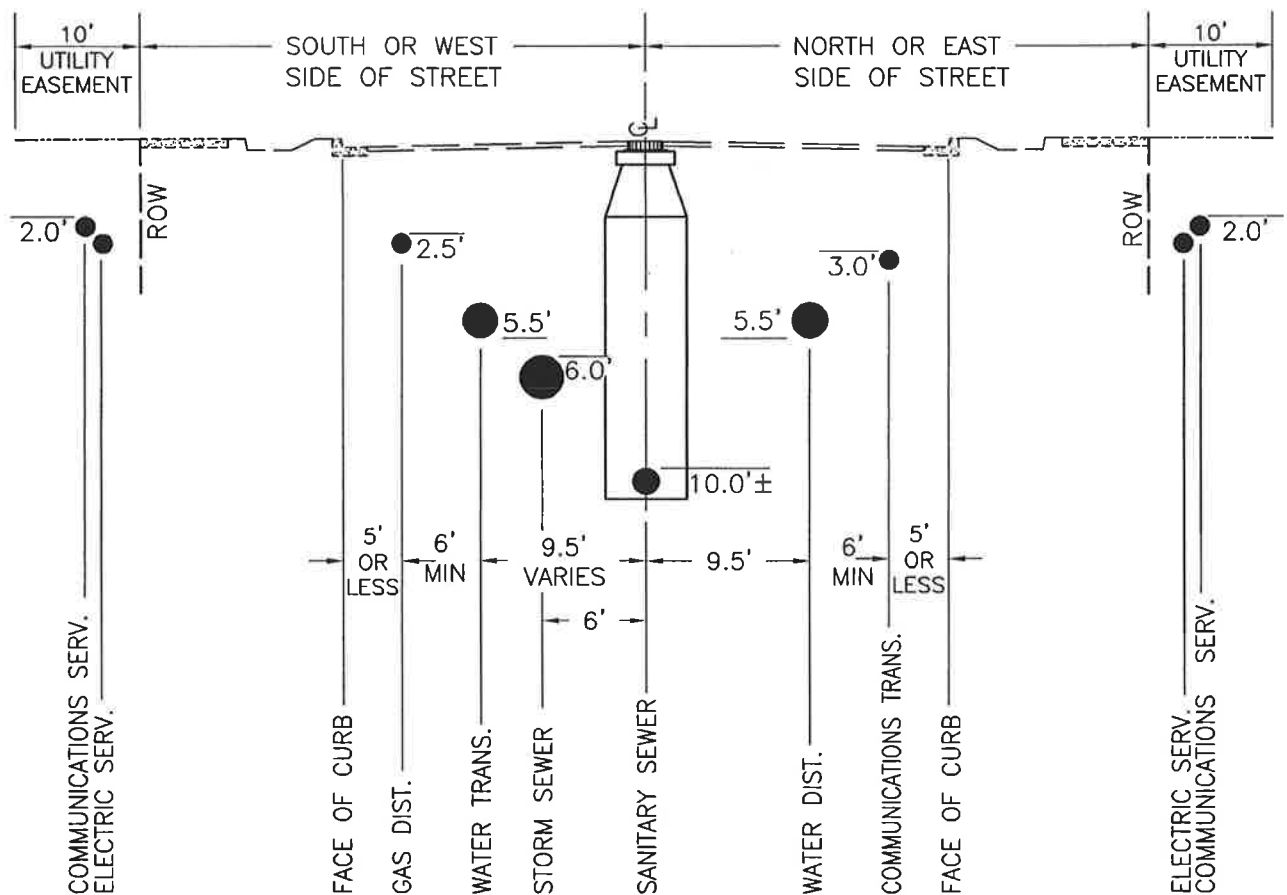 10'
UTILITY
EASEMENT
SOUTH OR WEST
SIDE OF STREET
NORTH OR EAST
SIDE OF STREET
10'
UTILITY
EASEMENT
CL
ROW
ROW
2.0'
2.5'
5.5'
6.0'
10.0'±
5.5'
3.0'
2.0'
5'
OR
LESS
6'
MIN
9.5'
VARIES
9.5'
6'
MIN
5'
OR
LESS
6'
COMMUNICATIONS SERV.
ELECTRIC SERV.
FACE OF CURB
GAS DIST.
WATER TRANS.
STORM SEWER
SANITARY SEWER
WATER DIST.
COMMUNICATIONS TRANS.
FACE OF CURB
ELECTRIC SERV.
COMMUNICATIONS SERV.